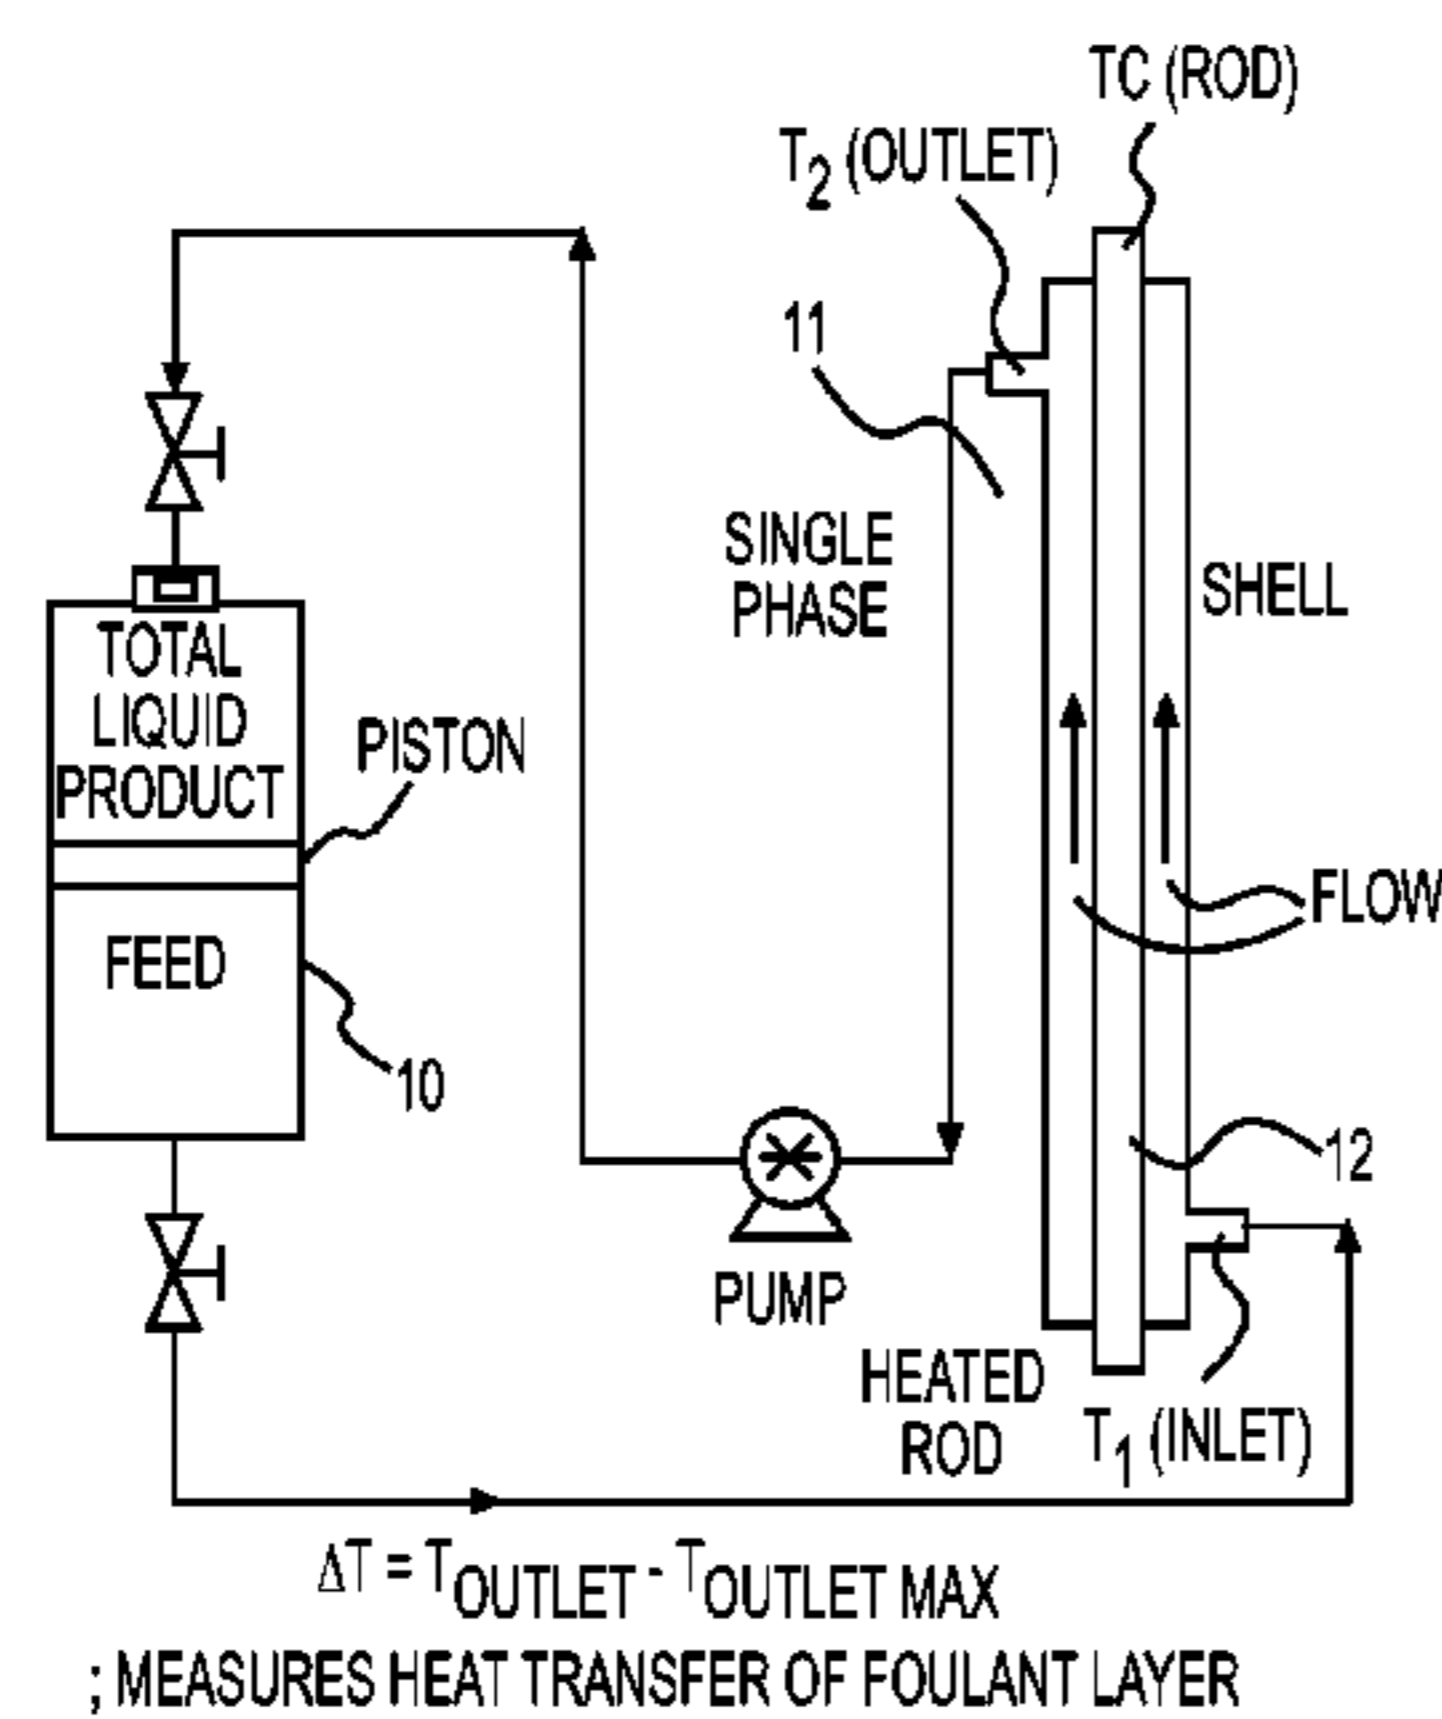 TC (ROD)
T2 (OUTLET)
11
SINGLE
PHASE
SHELL
TOTAL
LIQUID
PRODUCT
PISTON
FLOW
FEED
10
12
PUMP
HEATED
ROD
T1 (INLET)
ΔT = TOUTLET - TOUTLET MAX
; MEASURES HEAT TRANSFER OF FOULANT LAYER